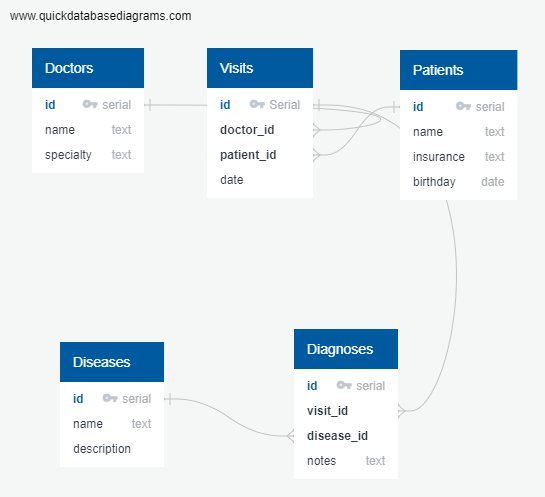 www.quickdatabasediagrams.com
Doctors
id serial
name text
specialty text
Visits
id Serial
doctor_id
patient_id
date
Patients
id serial
name text
insurance text
birthday date
Diseases
id serial
name text
description
Diagnoses
id serial
visit_id
disease_id
notes text